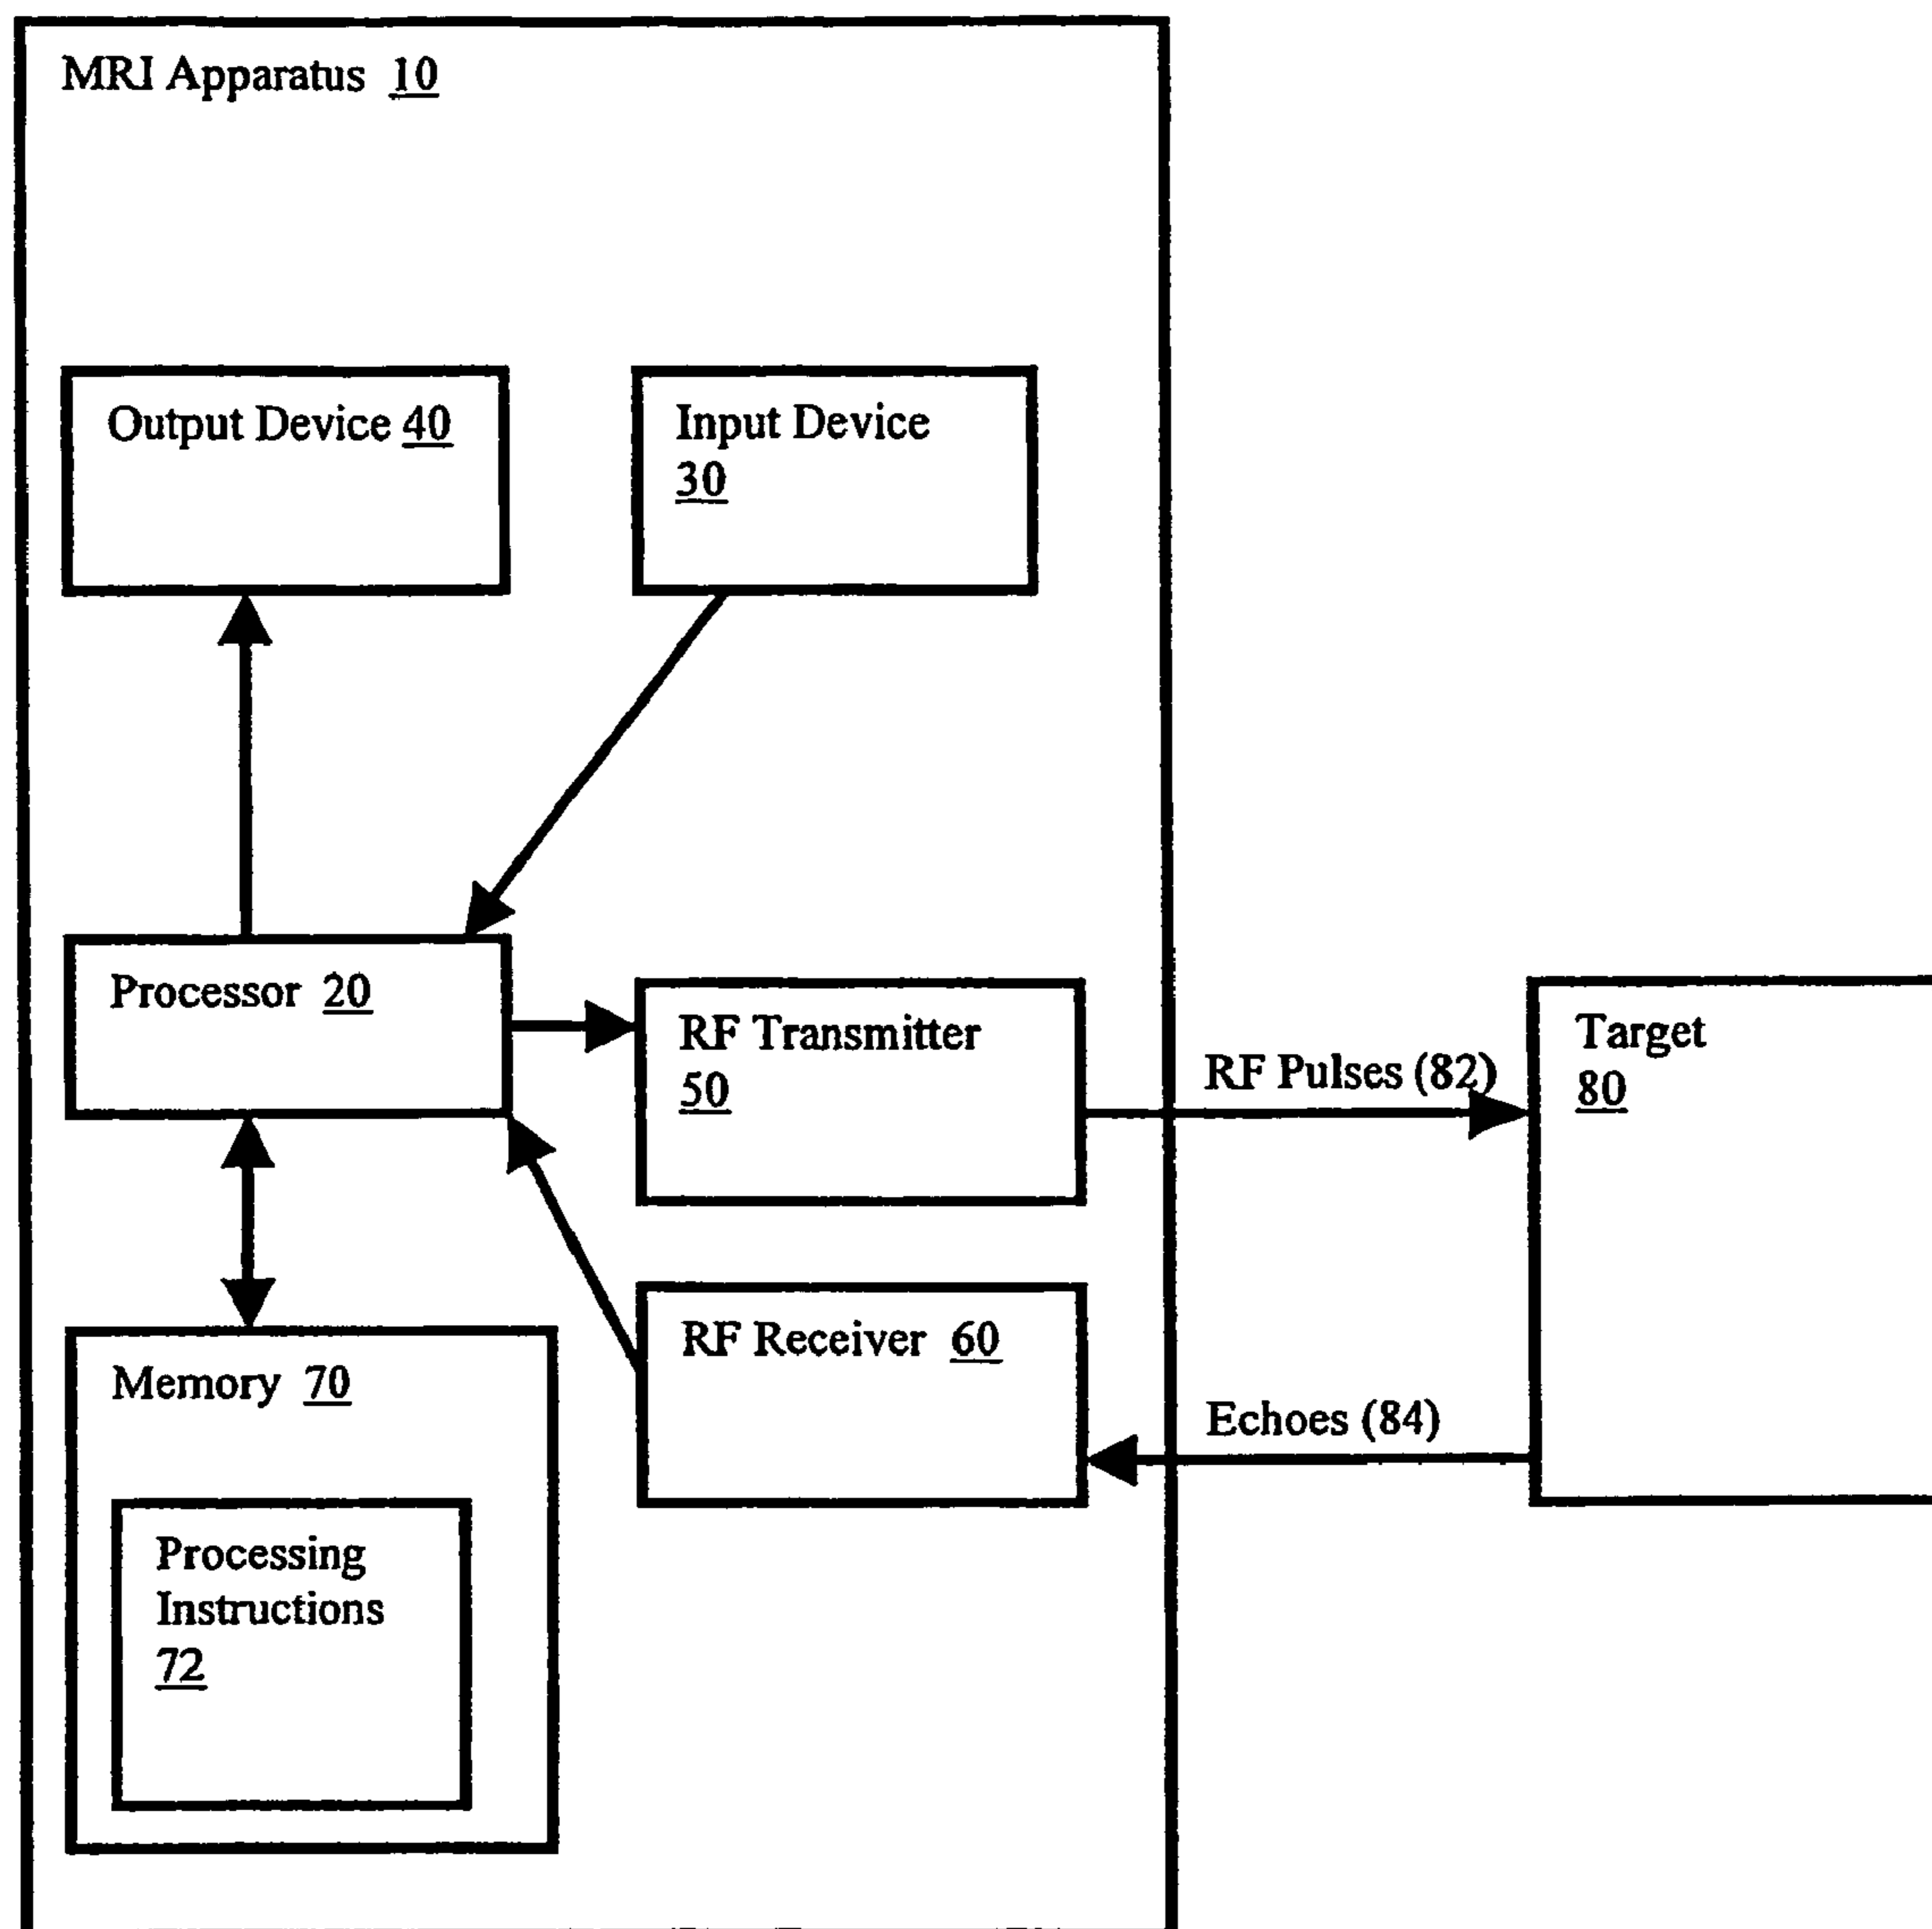 MRI Apparatus 10
Output Device 40
Input Device
30
Processor 20
RF Transmitter
50
RF Pulses (82)
Target
80
RF Receiver 60
Echoes (84)
Memory 70
Processing
Instructions
72